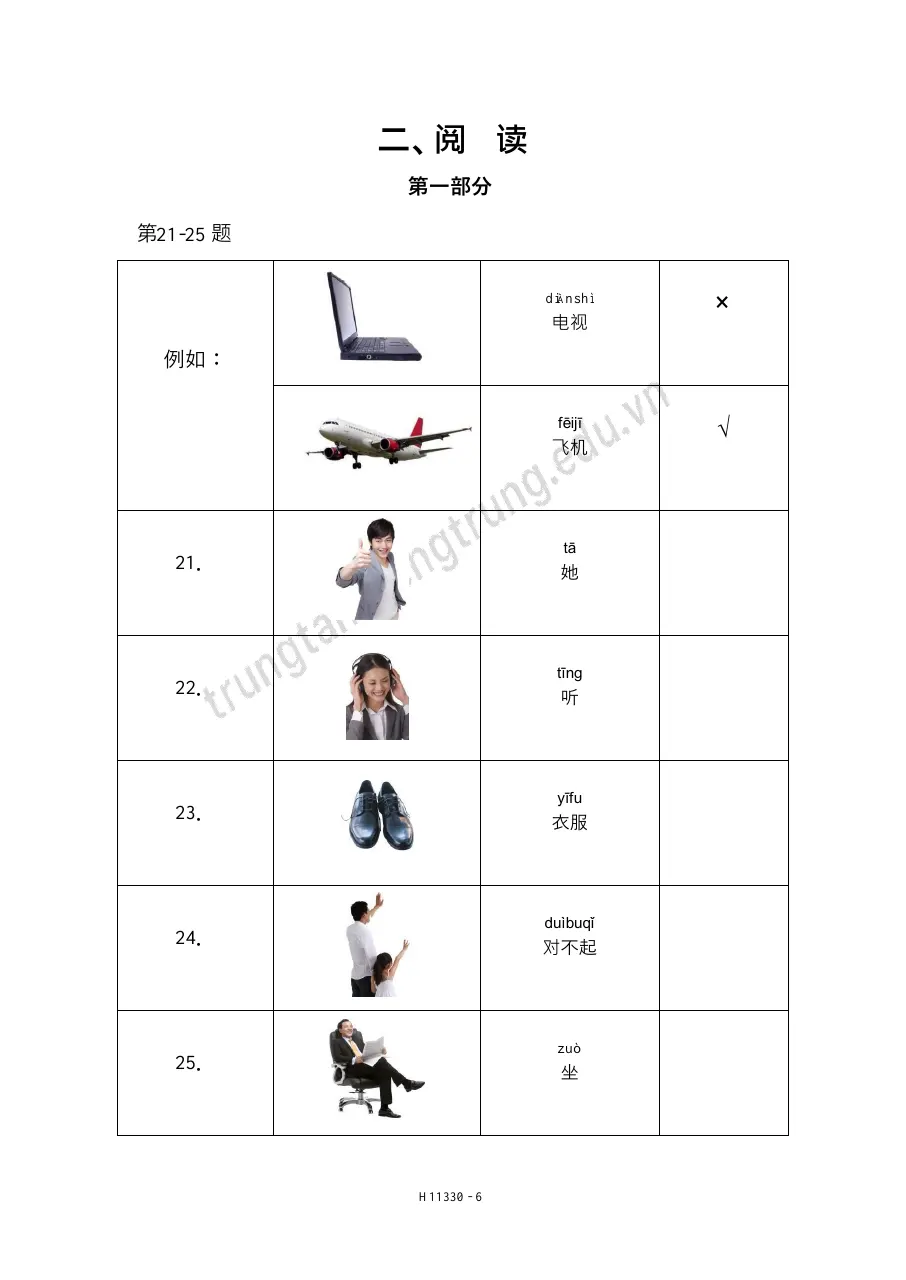 二、阅 读
第一部分
第21-25 题
例如：
diànshì
电视
×
fēijī
飞机
√
21.
tā
她
22.
tīng
听
23.
yīfu
衣服
24.
duìbuqǐ
对不起
25.
zuò
坐
H11330 - 6